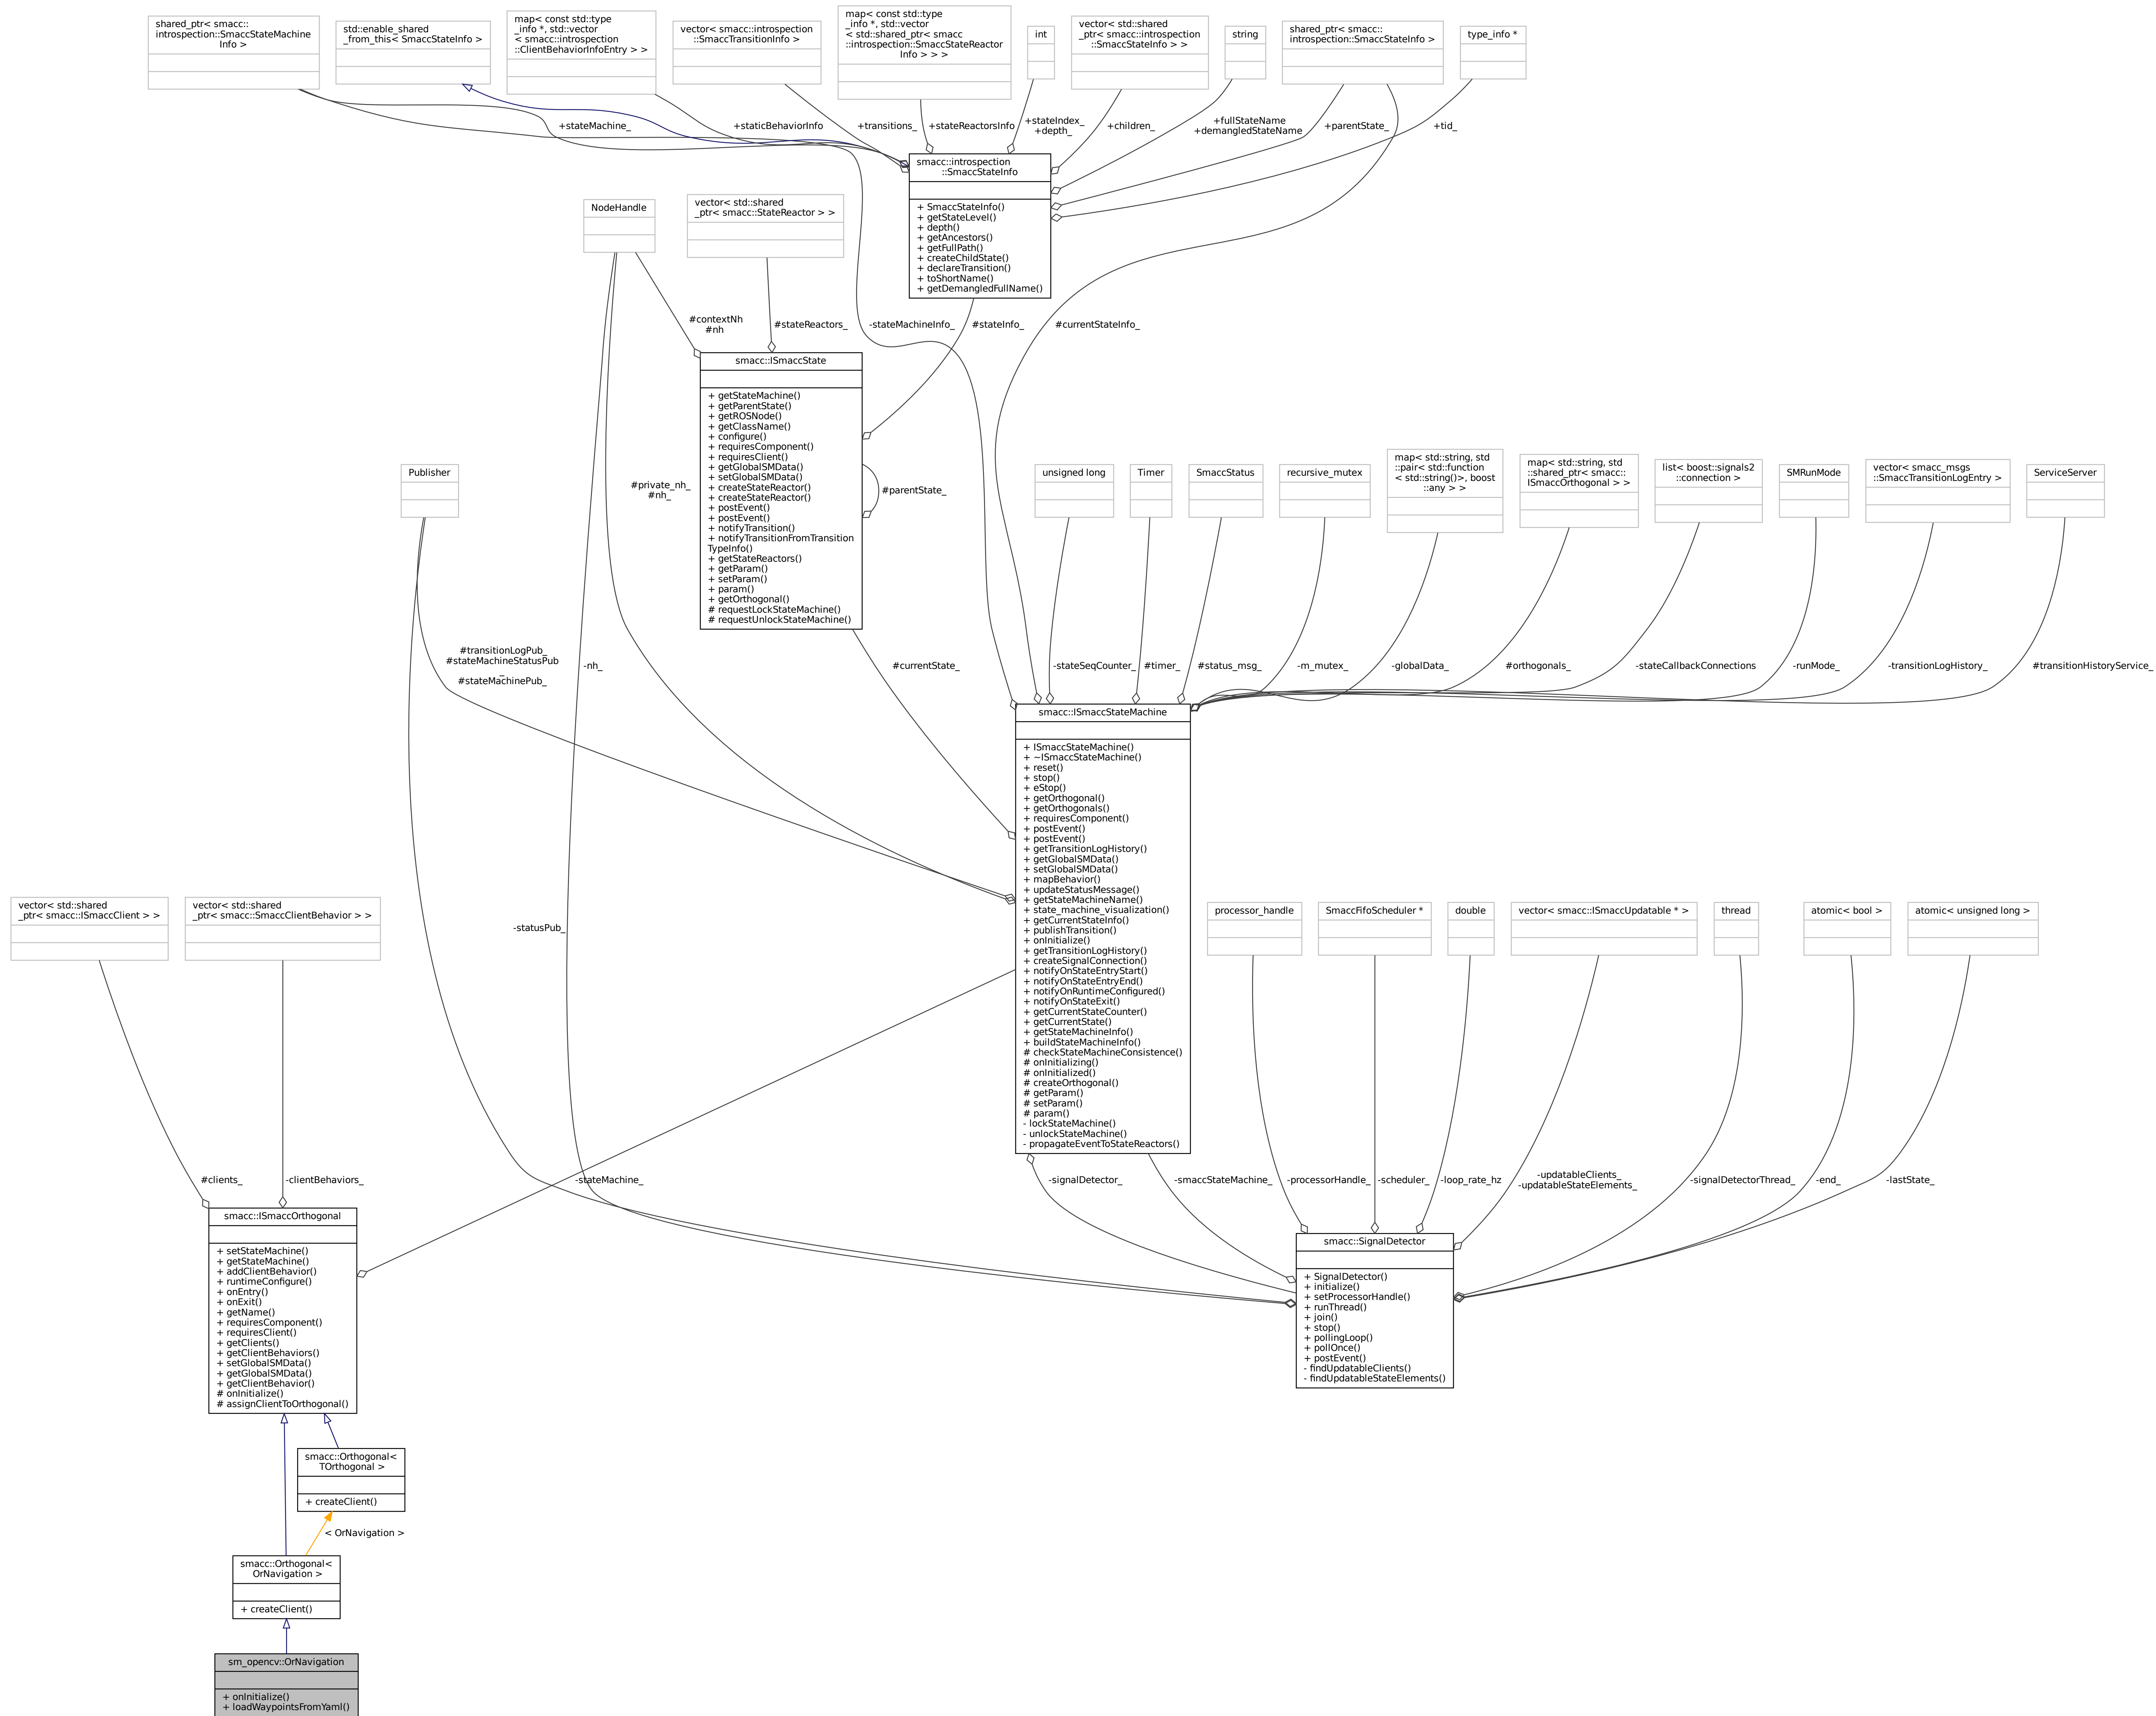 shared_ptr< smacc::
introspection::SmaccStateMachine
Info >
std::enable_shared
_from_this< SmaccStateInfo >
map< const std::type
_info *, std::vector
< smacc::introspection
::ClientBehaviorInfoEntry > >
vector< smacc::introspection
::SmaccTransitionInfo >
map< const std::type
_info *, std::vector
< std::shared_ptr< smacc
::introspection::SmaccStateReactor
Info > > >
int
vector< std::shared
_ptr< smacc::introspection
::SmaccStateInfo > >
string
shared_ptr< smacc::
introspection::SmaccStateInfo >
type_info *
+stateMachine_
+staticBehaviorInfo
+transitions_
+stateReactorsInfo
+stateIndex_
+depth_
+children_
+fullStateName
+demangledStateName
+parentState_
+tid_
smacc::introspection
::SmaccStateInfo
+ SmaccStateInfo()
+ getStateLevel()
+ depth()
+ getAncestors()
+ getFullPath()
+ createChildState()
+ declareTransition()
+ toShortName()
+ getDemangledFullName()
NodeHandle
vector< std::shared
_ptr< smacc::StateReactor > >
#contextNh
#nh
#stateReactors_
-stateMachineInfo_
#stateInfo_
#currentStateInfo_
smacc::ISmaccState
+ getStateMachine()
+ getParentState()
+ getROSNode()
+ getClassName()
+ configure()
+ requiresComponent()
+ requiresClient()
+ getGlobalSMData()
+ setGlobalSMData()
+ createStateReactor()
+ createStateReactor()
+ postEvent()
+ postEvent()
+ notifyTransition()
+ notifyTransitionFromTransition
TypeInfo()
+ getStateReactors()
+ getParam()
+ setParam()
+ param()
+ getOrthogonal()
# requestLockStateMachine()
# requestUnlockStateMachine()
#parentState_
Publisher
#private_nh_
#nh_
unsigned long
Timer
SmaccStatus
recursive_mutex
map< std::string, std
::pair< std::function
< std::string()>, boost
::any > >
map< std::string, std
::shared_ptr< smacc::
ISmaccOrthogonal > >
list< boost::signals2
::connection >
SMRunMode
vector< smacc_msgs
::SmaccTransitionLogEntry >
ServiceServer
#transitionLogPub_
#stateMachineStatusPub
_
#stateMachinePub_
-nh_
#currentState_
-stateSeqCounter_
#timer_
#status_msg_
-m_mutex_
-globalData_
#orthogonals_
-stateCallbackConnections
-runMode_
-transitionLogHistory_
#transitionHistoryService_
smacc::ISmaccStateMachine
+ ISmaccStateMachine()
+ ~ISmaccStateMachine()
+ reset()
+ stop()
+ eStop()
+ getOrthogonal()
+ getOrthogonals()
+ requiresComponent()
+ postEvent()
+ postEvent()
+ getTransitionLogHistory()
+ getGlobalSMData()
+ setGlobalSMData()
+ mapBehavior()
+ updateStatusMessage()
+ getStateMachineName()
+ state_machine_visualization()
+ getCurrentStateInfo()
+ publishTransition()
+ onInitialize()
+ getTransitionLogHistory()
+ createSignalConnection()
+ notifyOnStateEntryStart()
+ notifyOnStateEntryEnd()
+ notifyOnRuntimeConfigured()
+ notifyOnStateExit()
+ getCurrentStateCounter()
+ getCurrentState()
+ getStateMachineInfo()
+ buildStateMachineInfo()
# checkStateMachineConsistence()
# onInitializing()
# onInitialized()
# createOrthogonal()
# getParam()
# setParam()
# param()
- lockStateMachine()
- unlockStateMachine()
- propagateEventToStateReactors()
vector< std::shared
_ptr< smacc::ISmaccClient > >
vector< std::shared
_ptr< smacc::SmaccClientBehavior > >
-statusPub_
processor_handle
SmaccFifoScheduler *
double
vector< smacc::ISmaccUpdatable * >
thread
atomic< bool >
atomic< unsigned long >
#clients_
-clientBehaviors_
-stateMachine_
-signalDetector_
-smaccStateMachine_
-processorHandle_
-scheduler_
-loop_rate_hz
-updatableClients_
-updatableStateElements_
-signalDetectorThread_
-end_
-lastState_
smacc::ISmaccOrthogonal
+ setStateMachine()
+ getStateMachine()
+ addClientBehavior()
+ runtimeConfigure()
+ onEntry()
+ onExit()
+ getName()
+ requiresComponent()
+ requiresClient()
+ getClients()
+ getClientBehaviors()
+ setGlobalSMData()
+ getGlobalSMData()
+ getClientBehavior()
# onInitialize()
# assignClientToOrthogonal()
smacc::SignalDetector
+ SignalDetector()
+ initialize()
+ setProcessorHandle()
+ runThread()
+ join()
+ stop()
+ pollingLoop()
+ pollOnce()
+ postEvent()
- findUpdatableClients()
- findUpdatableStateElements()
smacc::Orthogonal<
TOrthogonal >
+ createClient()
< OrNavigation >
smacc::Orthogonal<
OrNavigation >
+ createClient()
sm_opencv::OrNavigation
+ onInitialize()
+ loadWaypointsFromYaml()